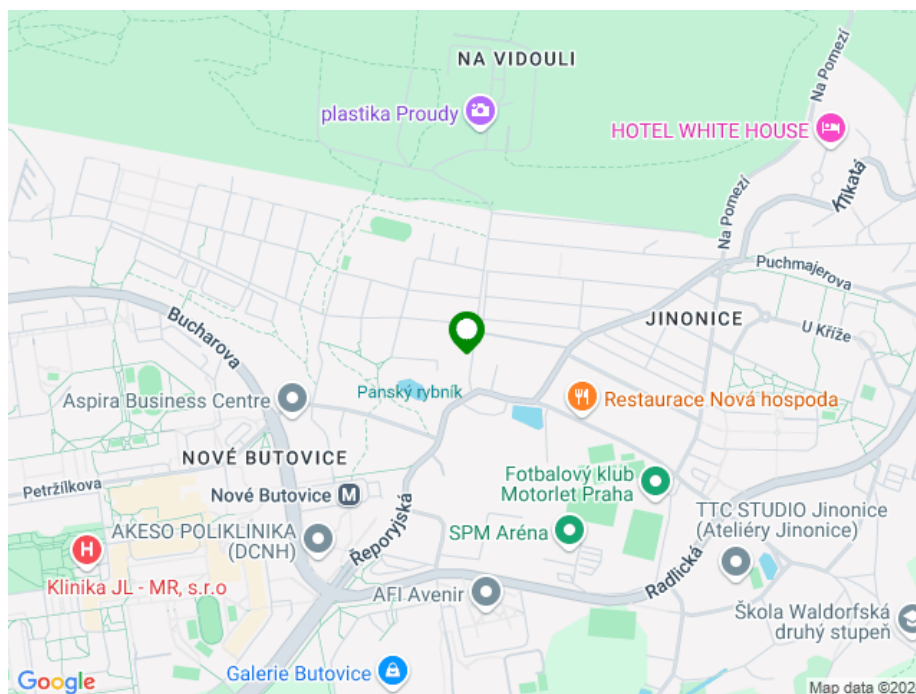 NA VIDOULI
plastika Proudy
Na Pomezí
HOTEL WHITE HOUSE
Na Pomezí
Puchmajerova
Bucharova
JINONICE
U Kříže
Panský rybník
Aspira Business Centre
Restaurace Nová hospoda
NOVÉ BUTOVICE
Petržílkova
Nové Butovice
M
Fotbalový klub
Motorlet Praha
Řeporyjská
AKESO POLIKLINIKA
(DCNH)
SPM Aréna
TTC STUDIO Jinonice
(Ateliéry Jinonice)
H
Klinika JL - MR, s.r.o
Radlická
AFI Avenir
Škola Waldorfská
druhý stupeň
Galerie Butovice
Google
Map data ©202